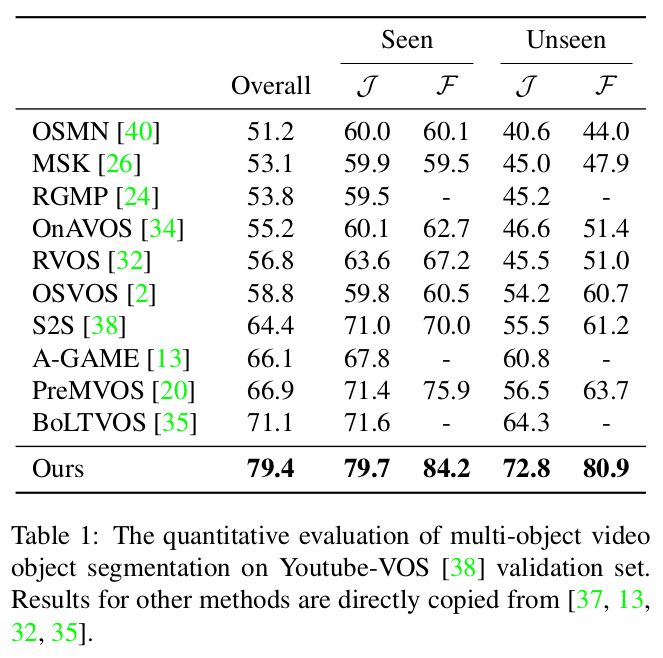 Seen Unseen
Overall 𝒥 ℱ 𝒥 ℱ
OSMN [40] 51.2 60.0 60.1 40.6 44.0
MSK [26] 53.1 59.9 59.5 45.0 47.9
RGMP [24] 53.8 59.5 - 45.2 -
OnAVOS [34] 55.2 60.1 62.7 46.6 51.4
RVOS [32] 56.8 63.6 67.2 45.5 51.0
OSVOS [2] 58.8 59.8 60.5 54.2 60.7
S2S [38] 64.4 71.0 70.0 55.5 61.2
A-GAME [13] 66.1 67.8 - 60.8 -
PreMVOS [20] 66.9 71.4 75.9 56.5 63.7
BoLTVOS [35] 71.1 71.6 - 64.3 -
Ours 79.4 79.7 84.2 72.8 80.9
Table 1: The quantitative evaluation of multi-object video
object segmentation on Youtube-VOS [38] validation set.
Results for other methods are directly copied from [37, 13,
32, 35].